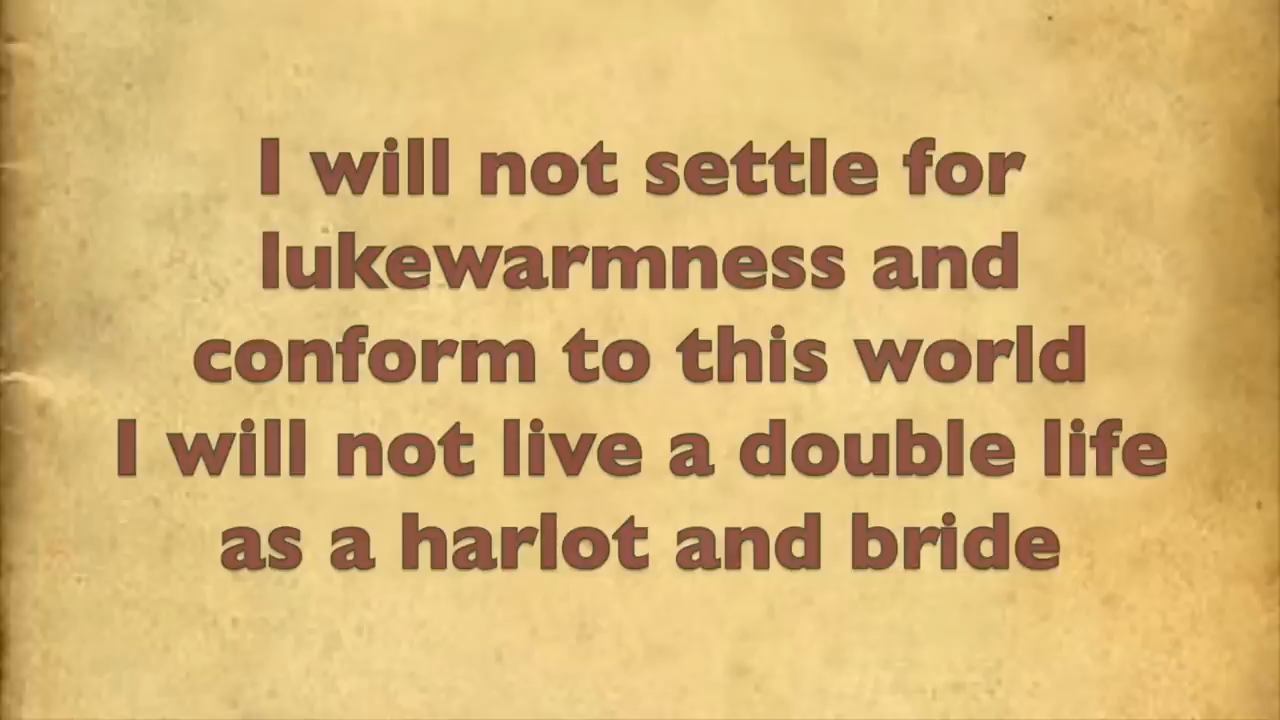 I will not settle for
lukewarmness and
conform to this world
I will not live a double life
as a harlot and bride